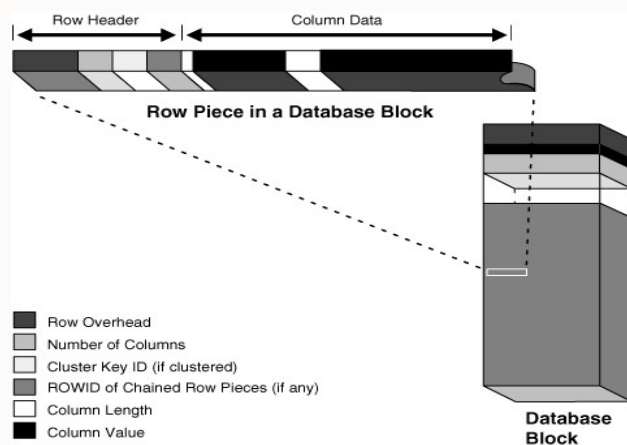 Row Header
Column Data
Row Piece in a Database Block
Row Overhead
Number of Columns
Cluster Key ID (if clustered)
ROWID of Chained Row Pieces (if any)
Column Length
Column Value
Database
Block